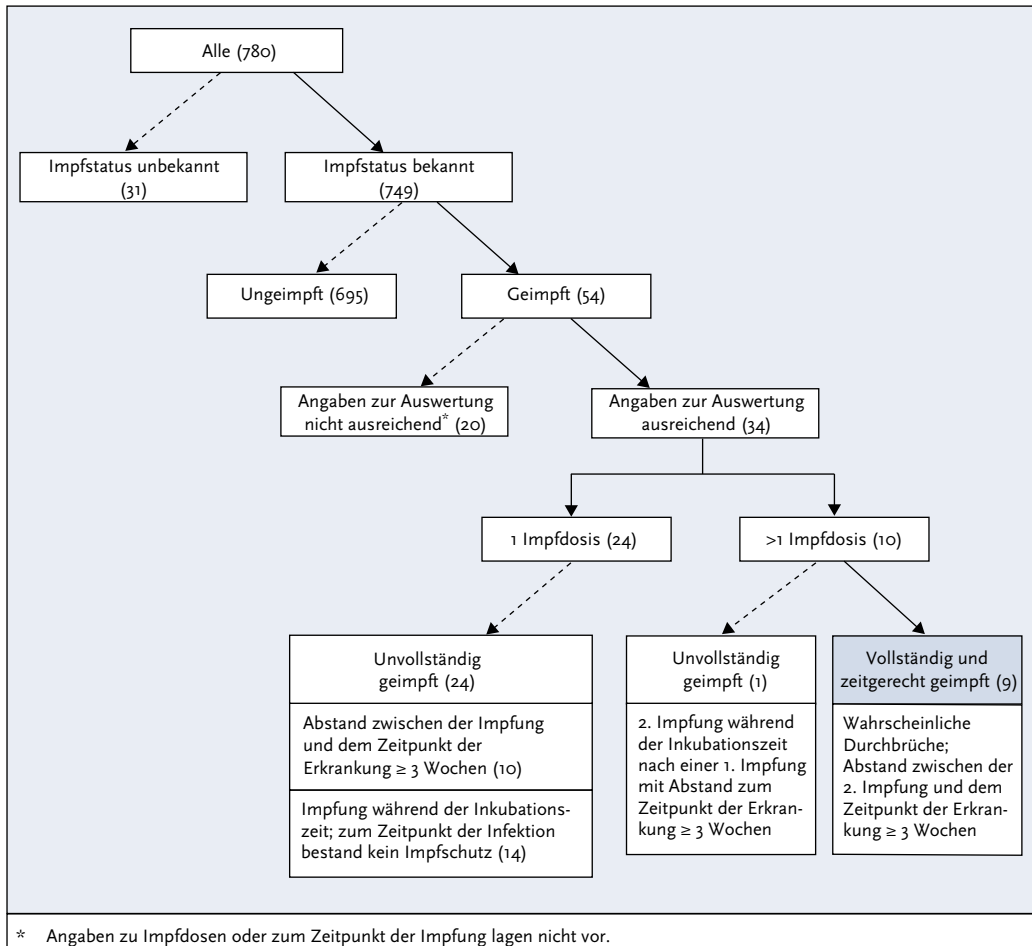 Alle (780)
Impfstatus unbekannt
(31)
Impfstatus bekannt
(749)
Ungeimpft (695)
Geimpft (54)
Angaben zur Auswertung
nicht ausreichend* (20)
Angaben zur Auswertung
ausreichend (34)
1 Impfdosis (24)
>1 Impfdosis (10)
Unvollständig
geimpft (24)
Abstand zwischen der Impfung
und dem Zeitpunkt der
Erkrankung ≥ 3 Wochen (10)
Impfung während der Inkubations-
zeit; zum Zeitpunkt der Infektion
bestand kein Impfschutz (14)
Unvollständig
geimpft (1)
2. Impfung während
der Inkubationszeit
nach einer 1. Impfung
mit Abstand zum
Zeitpunkt der Erkran-
kung ≥ 3 Wochen
Vollständig und
zeitgerecht geimpft (9)
Wahrscheinliche
Durchbrüche;
Abstand zwischen der
2. Impfung und dem
Zeitpunkt der Erkran-
kung ≥ 3 Wochen
* Angaben zu Impfdosen oder zum Zeitpunkt der Impfung lagen nicht vor.